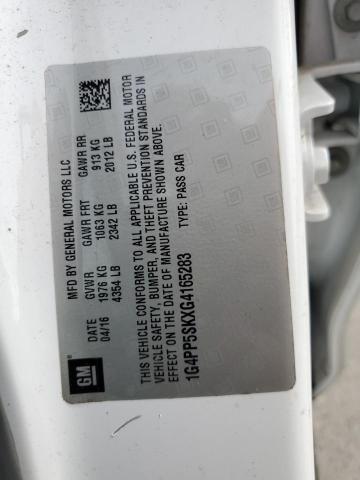 MFD BY GENERAL MOTORS LLC
DATE GVWR GAWR FRT GAWR RR
04/16 1976 KG 1063 KG 913 KG
4354 LB 2342 LB 2012 LB
THIS VEHICLE CONFORMS TO ALL APPLICABLE U.S. FEDERAL MOTOR
VEHICLE SAFETY, BUMPER, AND THEFT PREVENTION STANDARDS IN
EFFECT ON THE DATE OF MANUFACTURE SHOWN ABOVE.
1G4PP5SKXG4165283 TYPE: PASS CAR
GM